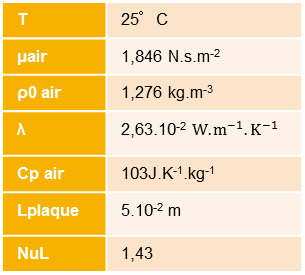 T 25° C
μair 1,846 N.s.m-2
ρ0 air 1,276 kg.m-3
λ 2,63.10-2 W.m−1.K−1
Cp air 103J.K-1.kg-1
Lplaque 5.10-2 m
NuL 1,43